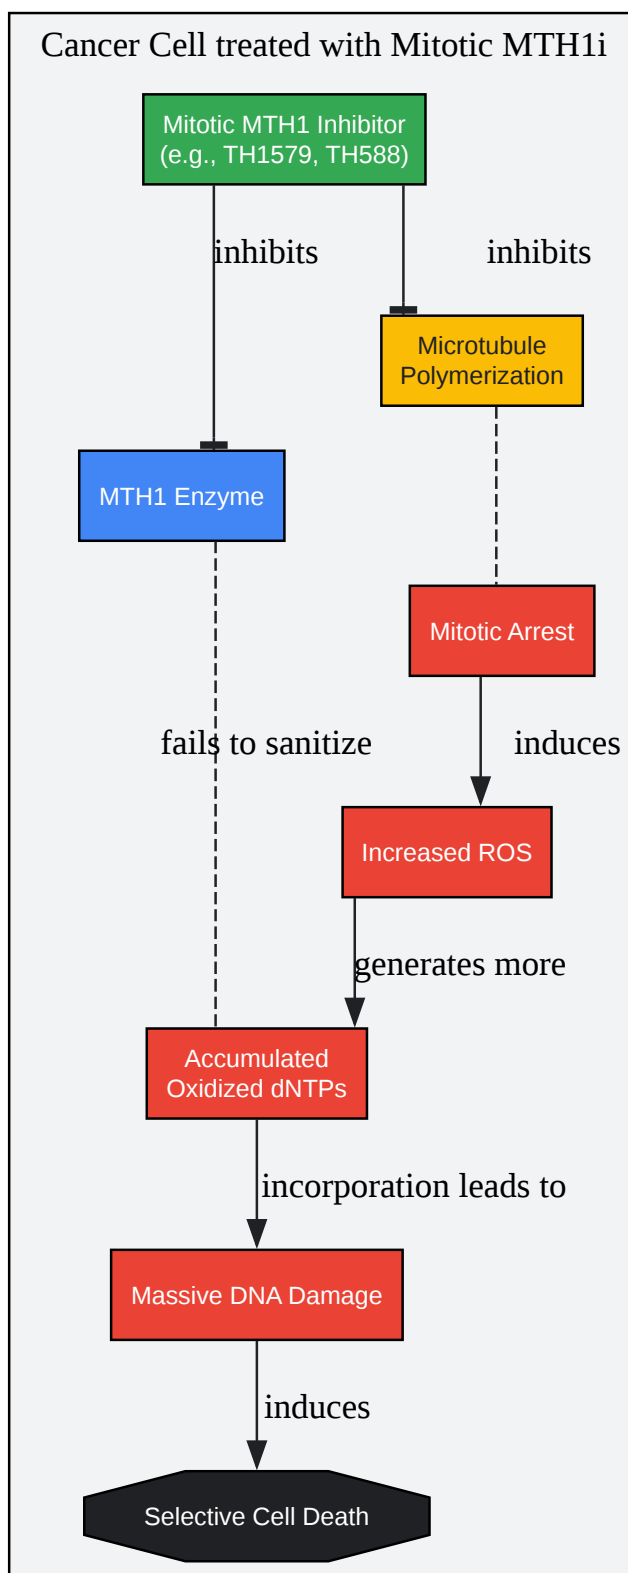 Cancer Cell treated with Mitotic MTH1i
Mitotic MTH1 Inhibitor
(e.g., TH1579, TH588)
inhibits
inhibits
Microtubule
Polymerization
MTH1 Enzyme
Mitotic Arrest
fails to sanitize
induces
Increased ROS
generates more
Accumulated
Oxidized dNTPs
incorporation leads to
Massive DNA Damage
induces
Selective Cell Death